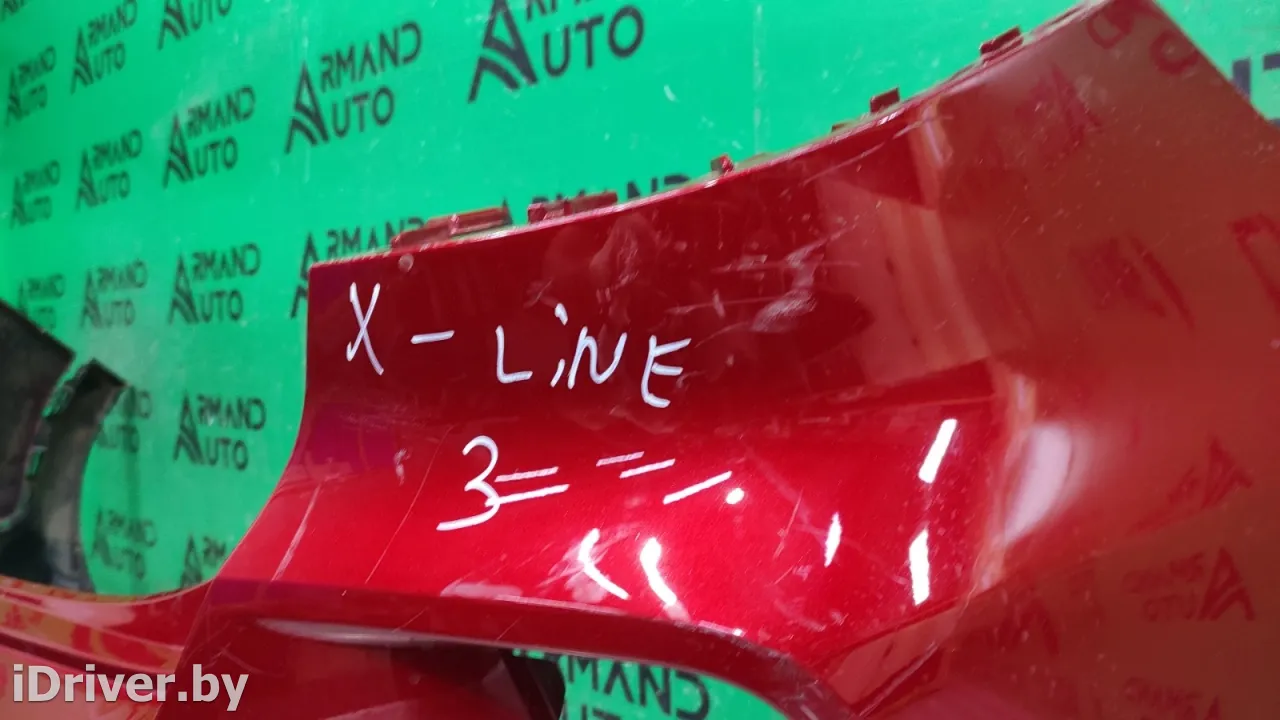 ARMAND
AUTO
X - LiNE
3
iDriver.by